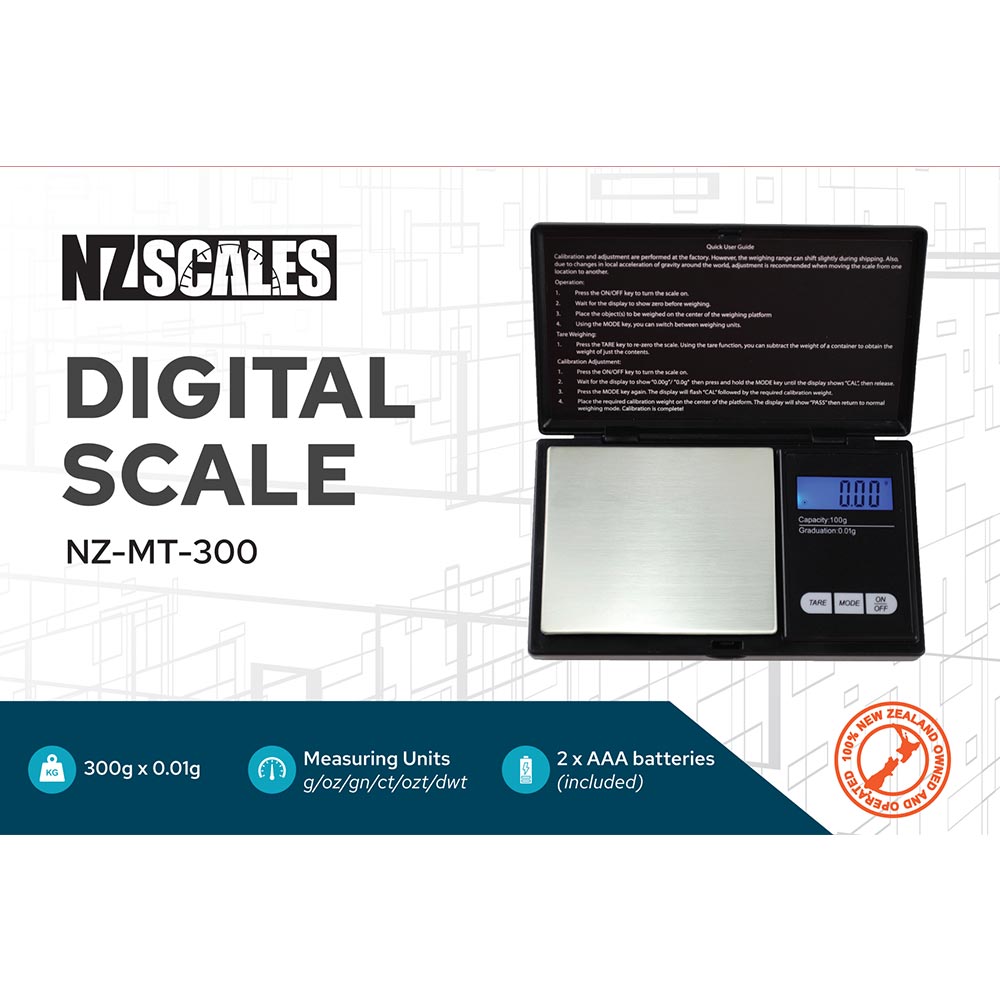 NZSCALES
DIGITAL
SCALE
NZ-MT-300
Quick User Guide
Calibration and adjustment are performed at the factory. However, the weighing range can shift slightly during shipping. Also,
due to changes in local acceleration of gravity around the world, adjustment is recommended when moving the scale from one
location to another.
Operation:
1. Press the ON/OFF key to turn the scale on.
2. Wait for the display to show zero before weighing.
3. Place the object(s) to be weighed on the center of the weighing platform
4. Using the MODE key, you can switch between weighing units.
Tare Weighing:
1. Press the TARE key to re-zero the scale. Using the tare function, you can subtract the weight of a container to obtain the
weight of just the contents.
Calibration Adjustment:
1. Press the ON/OFF key to turn the scale on.
2. Wait for the display to show "0.00g"/ "0.0g" then press and hold the MODE key until the display shows "CAL", then release.
3. Press the MODE key again. The display will flash "CAL" followed by the required calibration weight.
4. Place the required calibration weight on the center of the platform. The display will show "PASS" then return to normal
weighing mode. Calibration is complete!
0.00
Capacity:100g
Graduation:0.01g
TARE
MODE
ON
OFF
KG
300g x 0.01g
Measuring Units
g/oz/gn/ct/ozt/dwt
2 x AAA batteries
(included)
100% NEW ZEALAND OWNED AND OPERATED